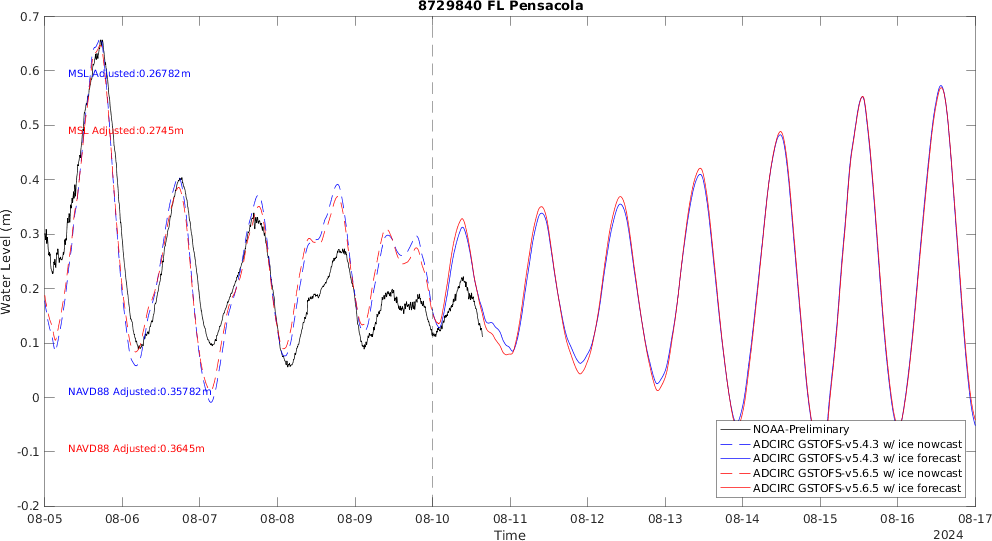 8729840 FL Pensacola
0.7
0.6
0.5
0.4
0.3
0.2
0.1
0
-0.1
-0.2
Water Level (m)
MSL Adjusted:0.26782m
MSL Adjusted:0.2745m
NAVD88 Adjusted:0.35782m
NAVD88 Adjusted:0.3645m
NOAA-Preliminary
ADCIRC GSTOFS-v5.4.3 w/ ice nowcast
ADCIRC GSTOFS-v5.4.3 w/ ice forecast
ADCIRC GSTOFS-v5.6.5 w/ ice nowcast
ADCIRC GSTOFS-v5.6.5 w/ ice forecast
08-05 08-06 08-07 08-08 08-09 08-10 08-11 08-12 08-13 08-14 08-15 08-16 08-17
Time
2024